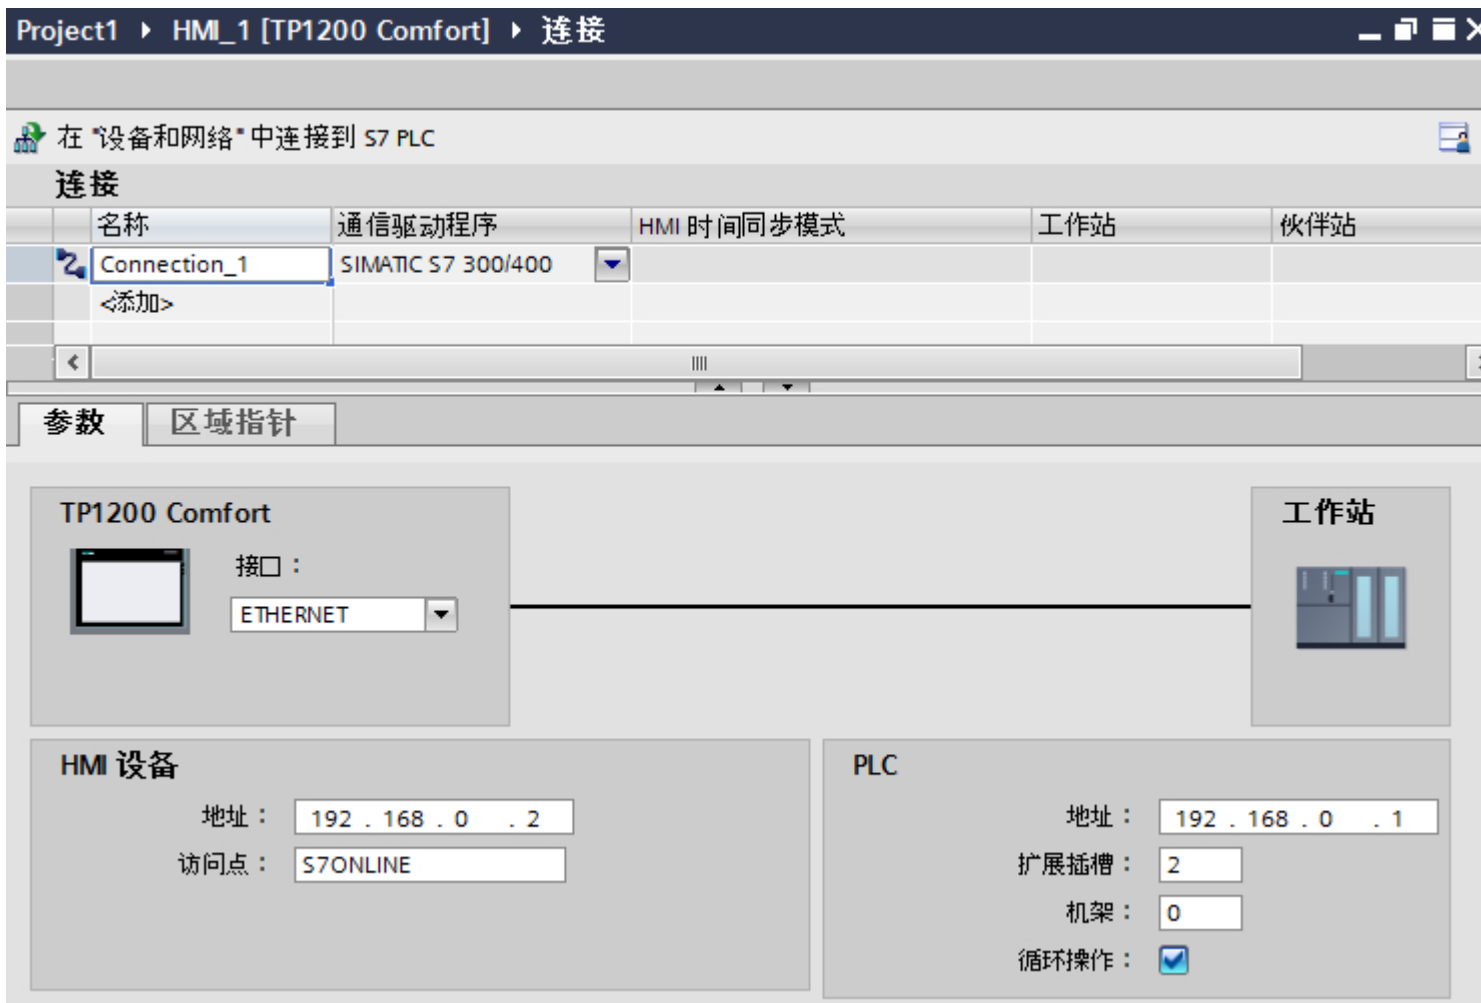 Project1 ▸ HMI_1 [TP1200 Comfort] ▸ 连接
在 "设备和网络" 中连接到 S7 PLC
连接
名称 通信驱动程序 HMI 时间同步模式 工作站 伙伴站
Connection_1 SIMATIC S7 300/400
<添加>
参数 区域指针
TP1200 Comfort 工作站
接口：
ETHERNET
HMI 设备 PLC
地址： 192 . 168 . 0 . 2 地址： 192 . 168 . 0 . 1
访问点： S7ONLINE 扩展插槽： 2
机架： 0
循环操作：